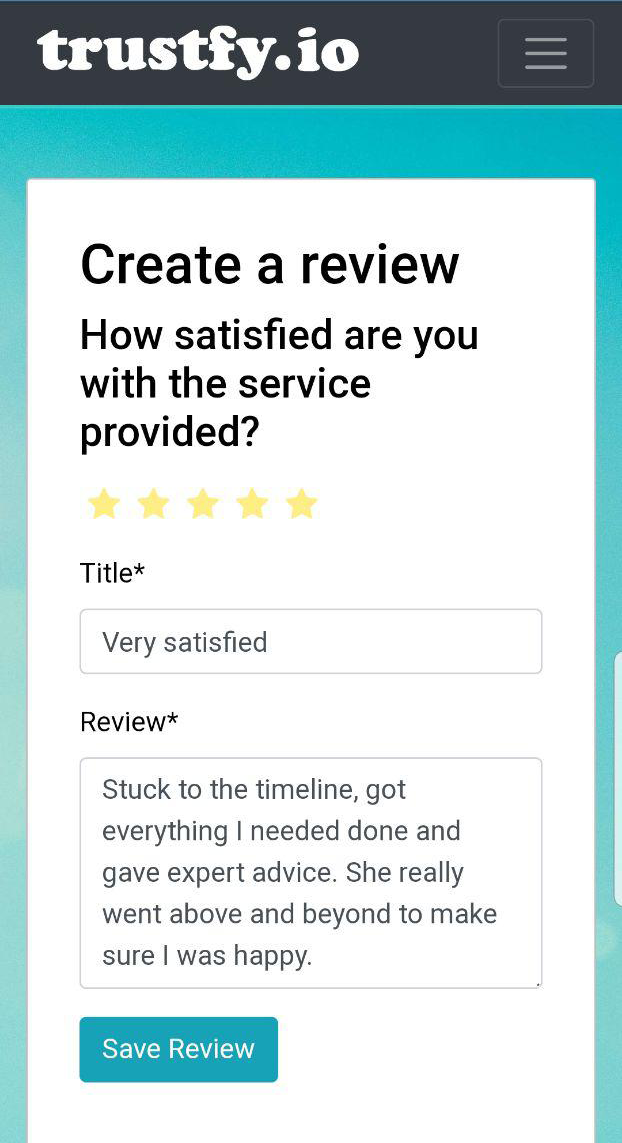 trustfy.io
Create a review
How satisfied are you
with the service
provided?
Title*
Very satisfied
Review*
Stuck to the timeline, got
everything I needed done and
gave expert advice. She really
went above and beyond to make
sure I was happy.
Save Review